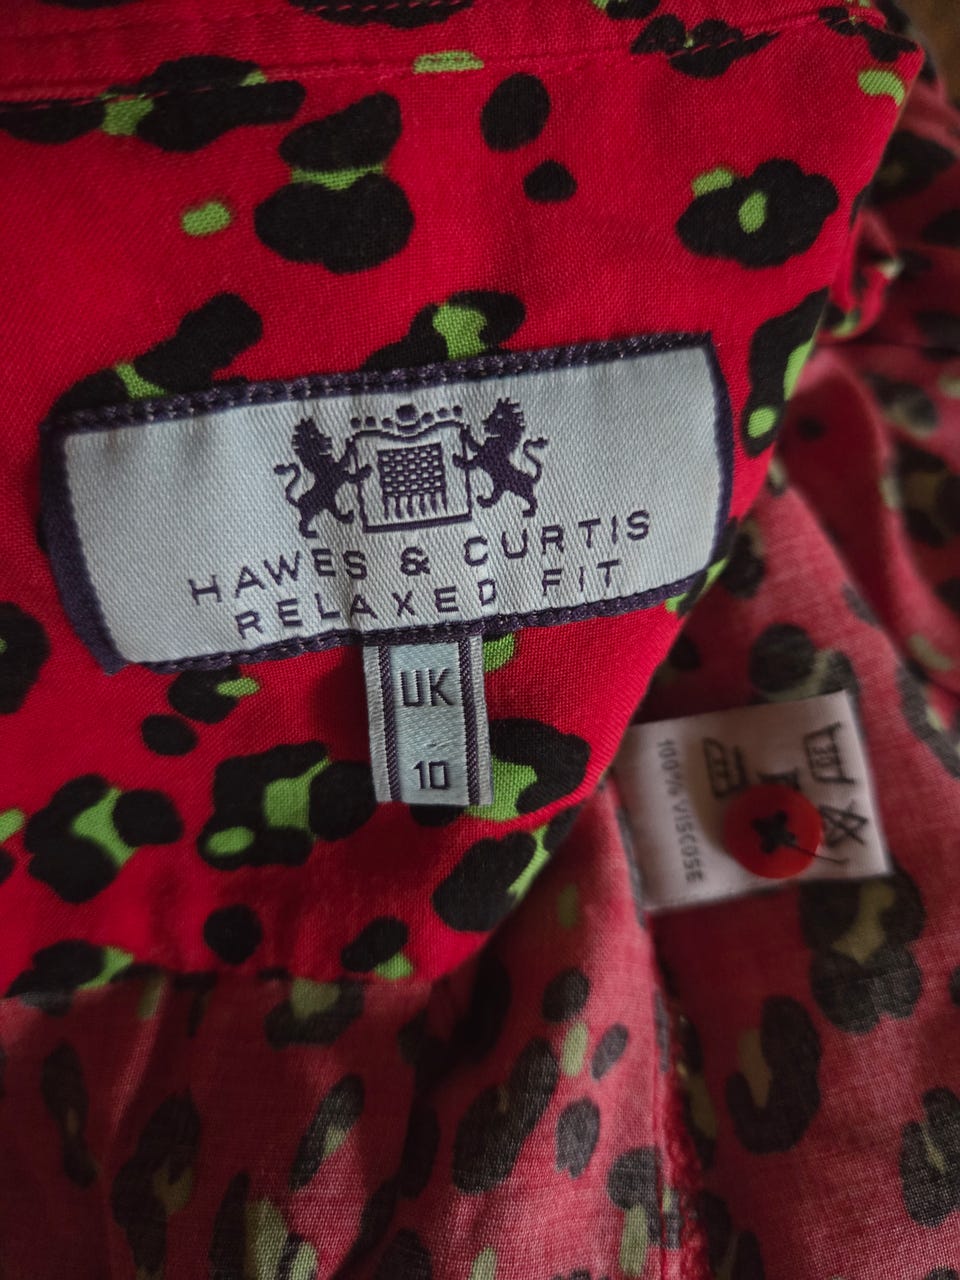 HAWES & CURTIS
RELAXED FIT
UK
10
100% VISCOSE